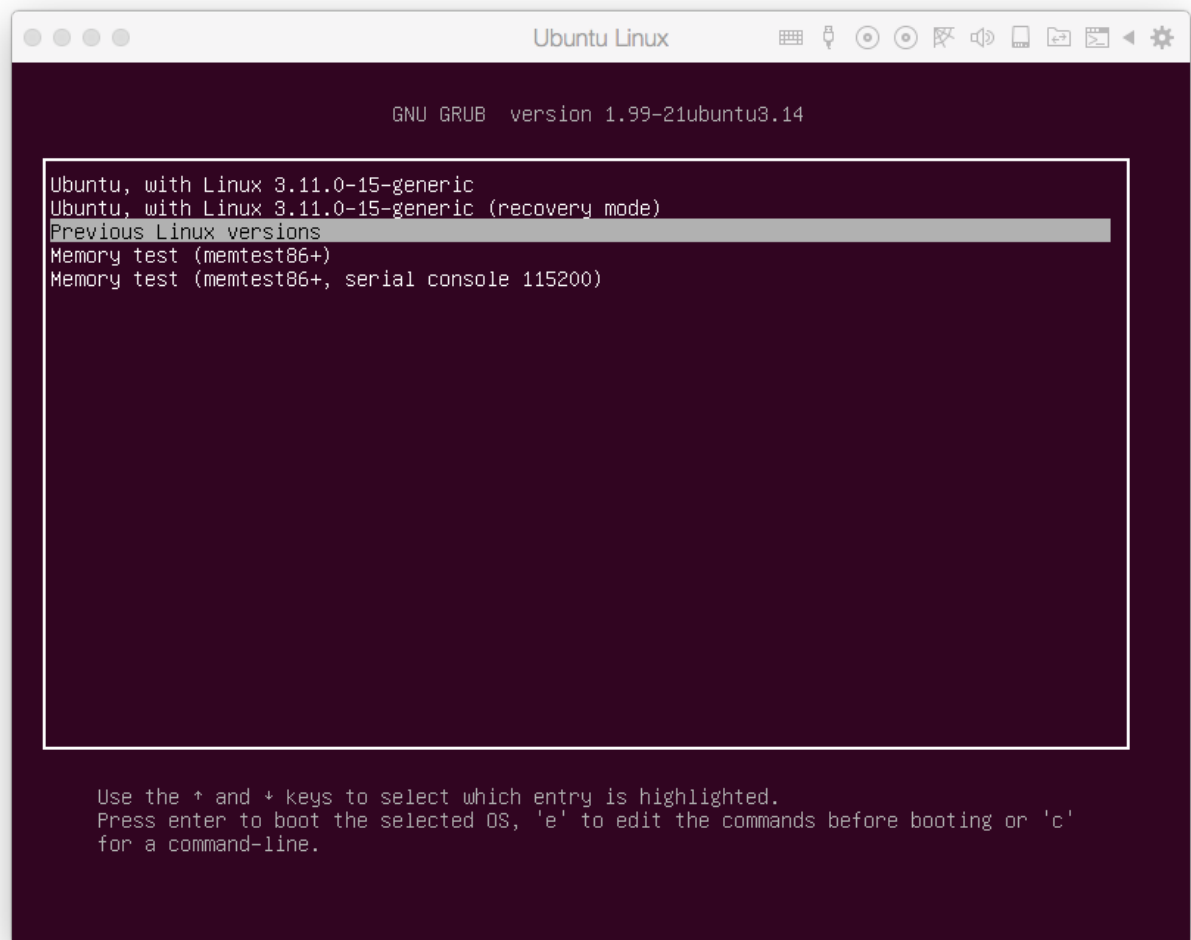 Ubuntu Linux
GNU GRUB  version 1.99-21ubuntu3.14
Ubuntu, with Linux 3.11.0-15-generic
Ubuntu, with Linux 3.11.0-15-generic (recovery mode)
Previous Linux versions
Memory test (memtest86+)
Memory test (memtest86+, serial console 115200)
Use the ↑ and ↓ keys to select which entry is highlighted.
Press enter to boot the selected OS, 'e' to edit the commands before booting or 'c'
for a command-line.